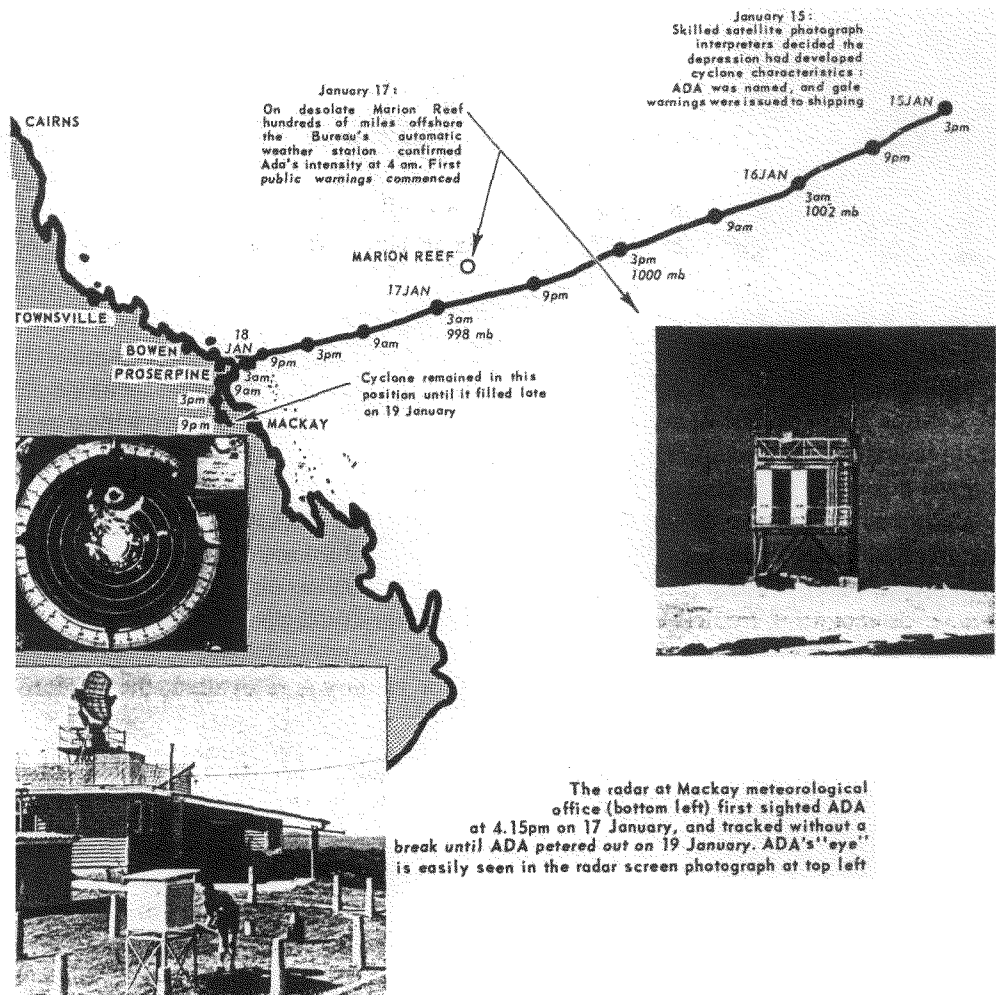 January 15:
Skilled satellite photograph
interpreters decided the
depression had developed
cyclone characteristics :
ADA was named, and gale
warnings were issued to shipping
January 17:
On desolate Marion Reef
hundreds of miles offshore
the Bureau's automatic
weather station confirmed
Ada's intensity at 4 am. First
public warnings commenced
15JAN
3pm
9pm
16JAN
3am
1002 mb
9am
3pm
1000 mb
9pm
MARION REEF
17JAN
3am
998 mb
9am
3pm
9pm
18
JAN
3am
9am
3pm
9pm
CAIRNS
TOWNSVILLE
BOWEN
PROSERPINE
MACKAY
Cyclone remained in this
position until it filled late
on 19 January
The radar at Mackay meteorological
office (bottom left) first sighted ADA
at 4.15pm on 17 January, and tracked without a
break until ADA petered out on 19 January. ADA's"eye"
is easily seen in the radar screen photograph at top left